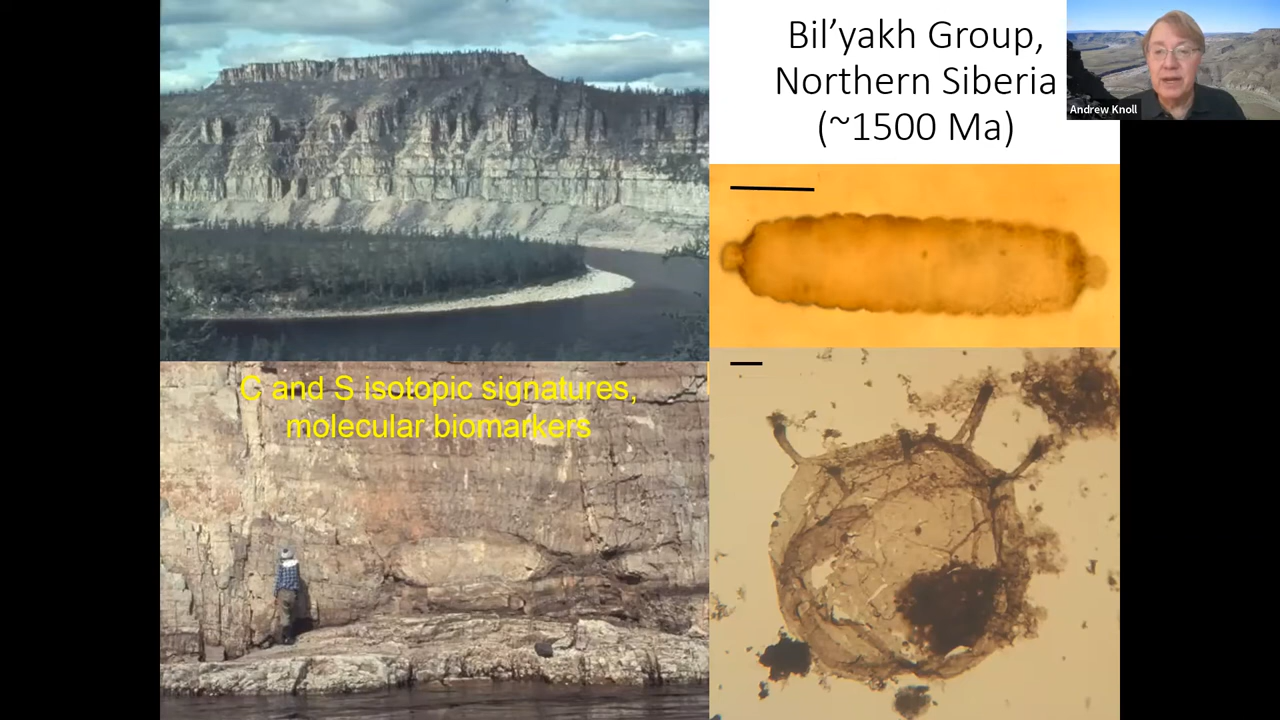 Bil’yakh Group,
Northern Siberia
(~1500 Ma)
Andrew Knoll
C and S isotopic signatures,
molecular biomarkers